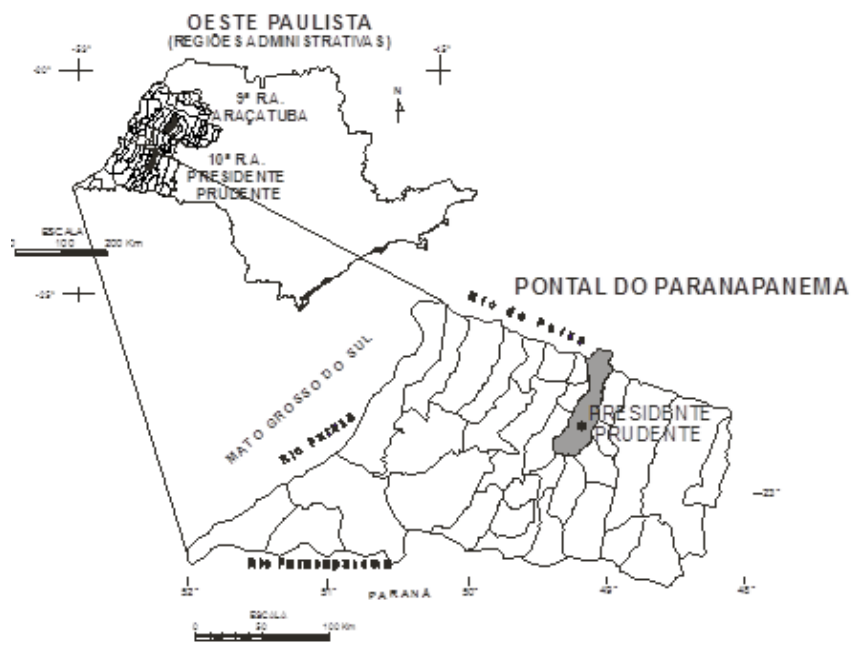 OESTE PAULISTA
(REGIÕES ADMINISTRATIVAS)
N
9ª R.A.
ARAÇATUBA
10ª R.A.
PRESIDENTE
PRUDENTE
ESCALA
0 100 200 Km
PONTAL DO PARANAPANEMA
Rio do Peixe
MATO GROSSO DO SUL
Rio Paraná
PRESIDENTE
PRUDENTE
Rio Paranapanema
PARANÁ
52° 51° 50° 49°
ESCALA
0 50 100 Km